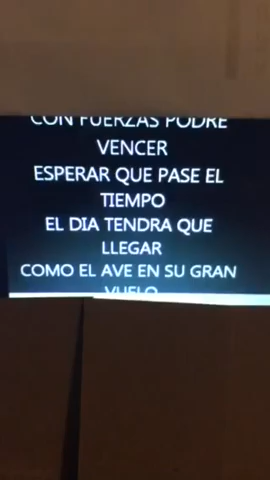 CON FUERZAS PODRE
VENCER
ESPERAR QUE PASE EL
TIEMPO
EL DIA TENDRA QUE
LLEGAR
COMO EL AVE EN SU GRAN
VUELO